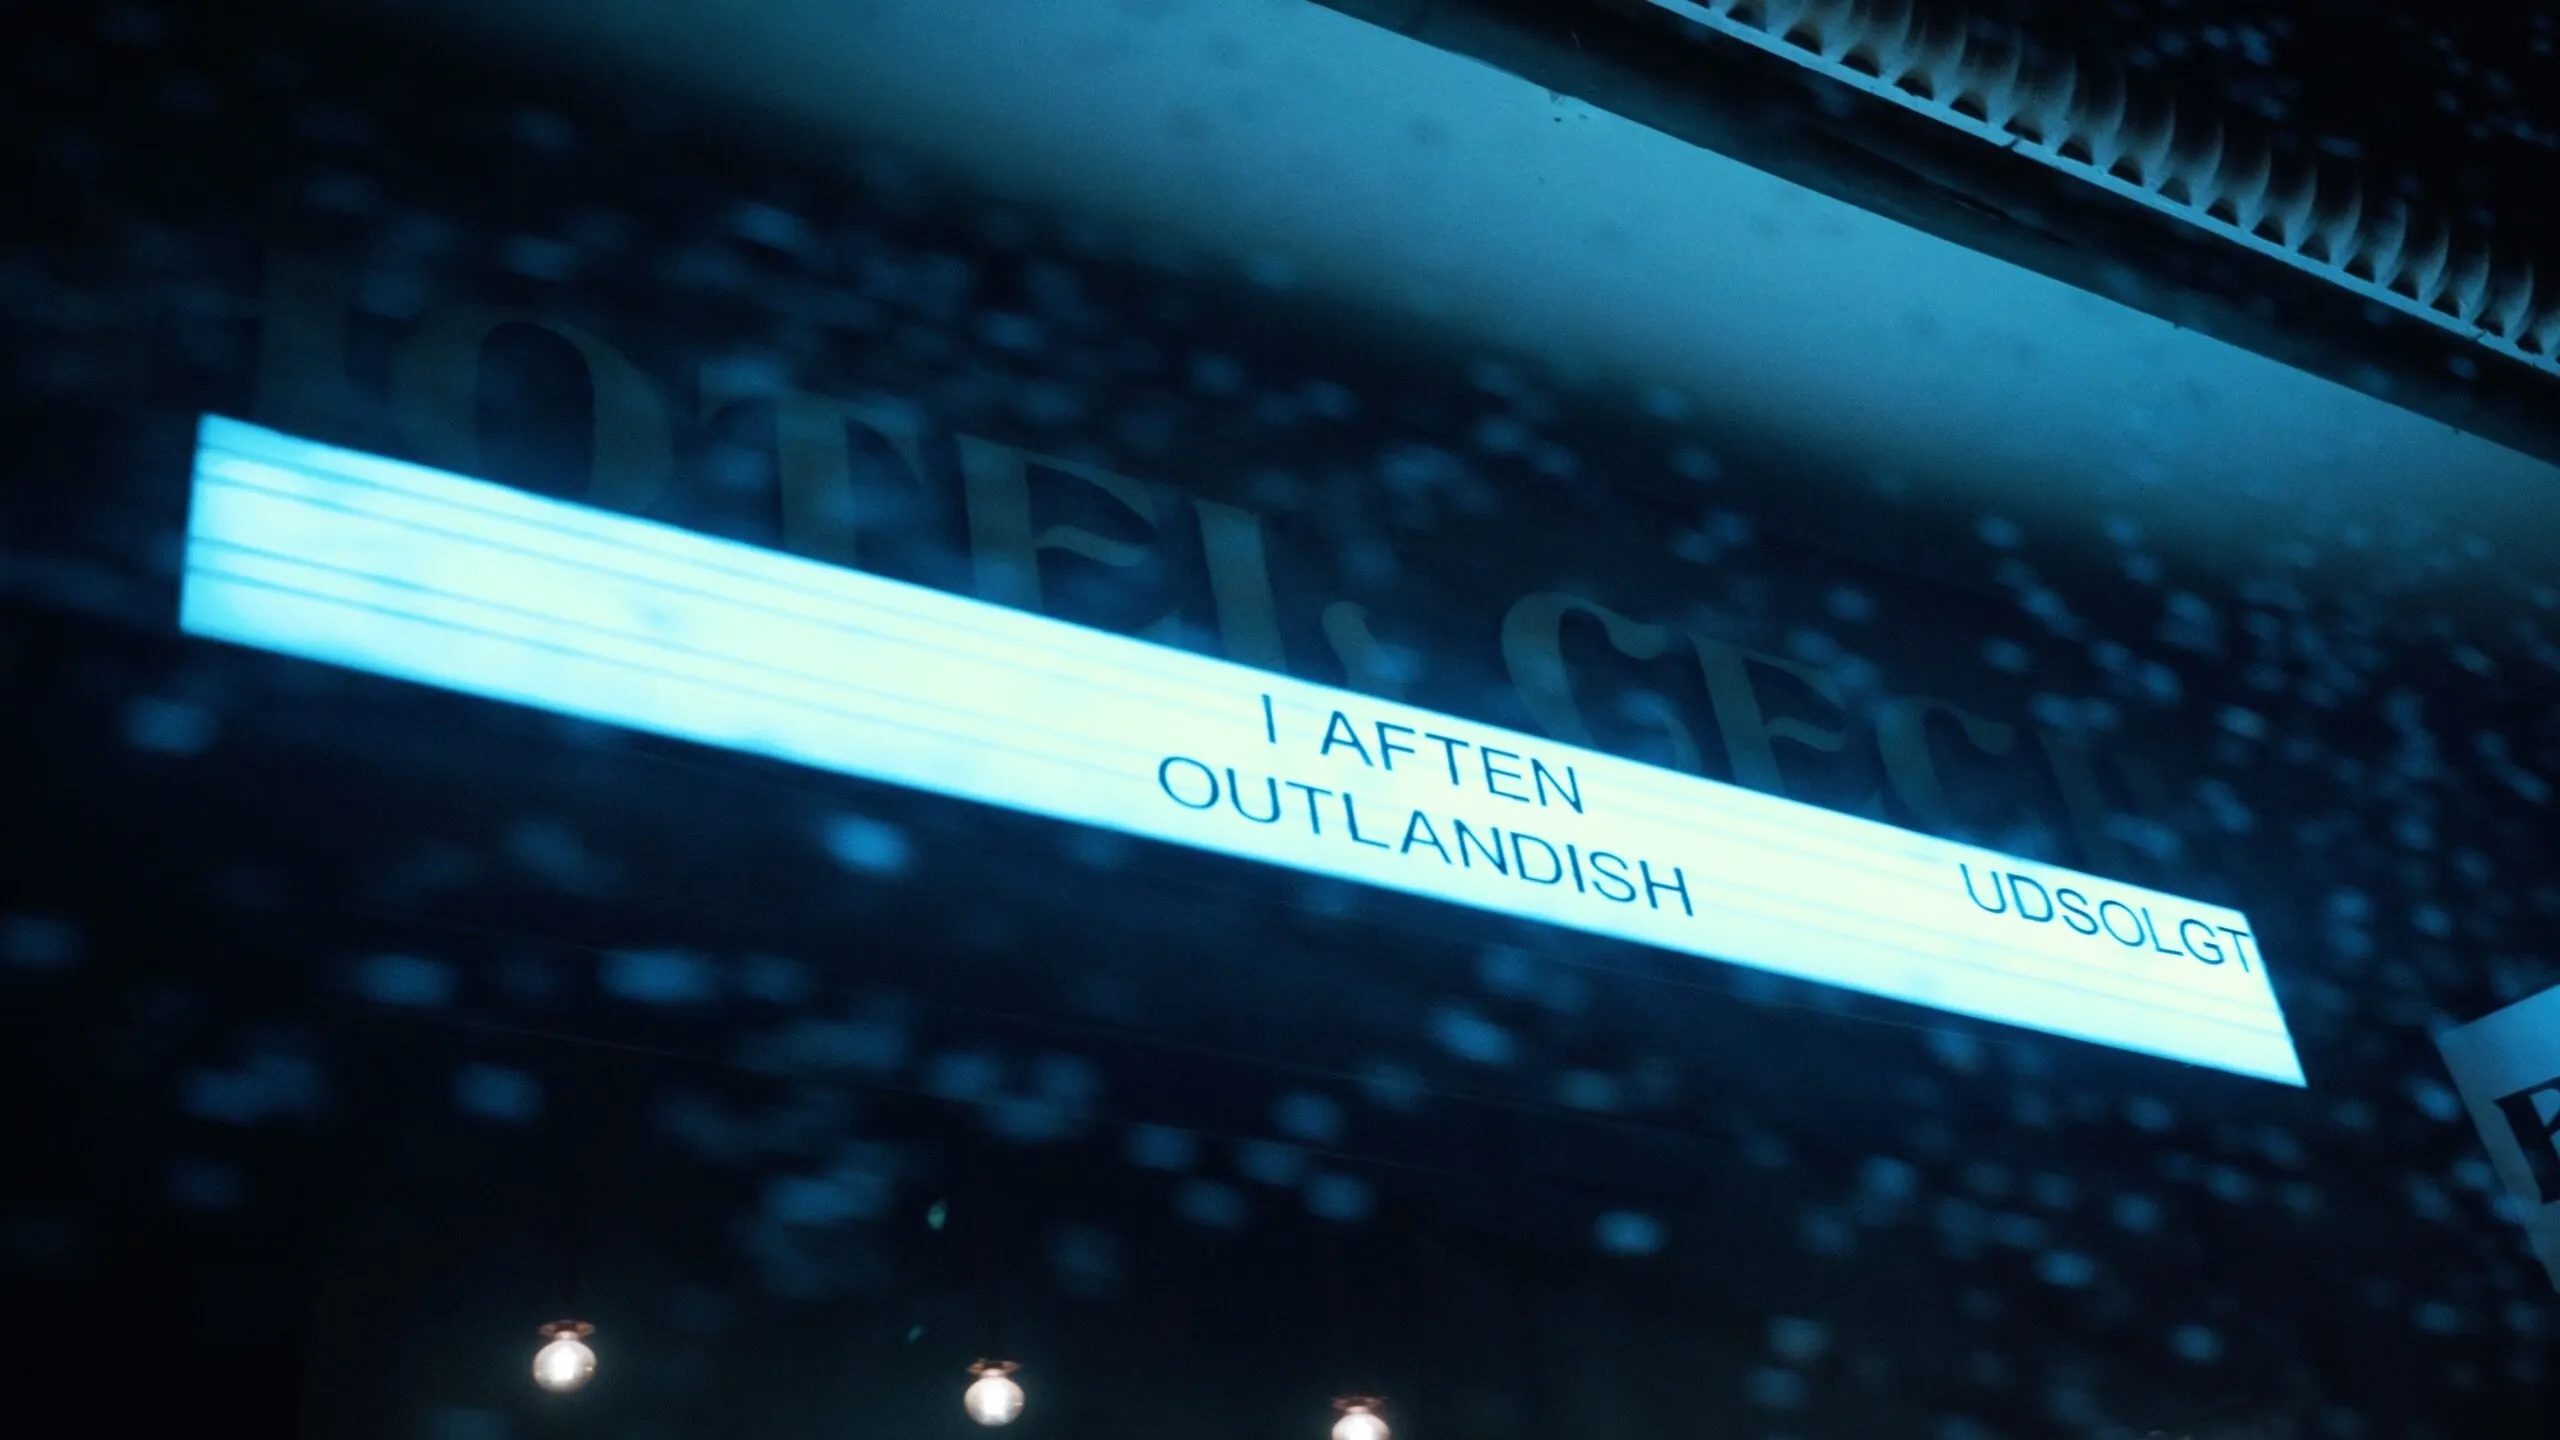 I AFTEN
OUTLANDISH
UDSOLGT